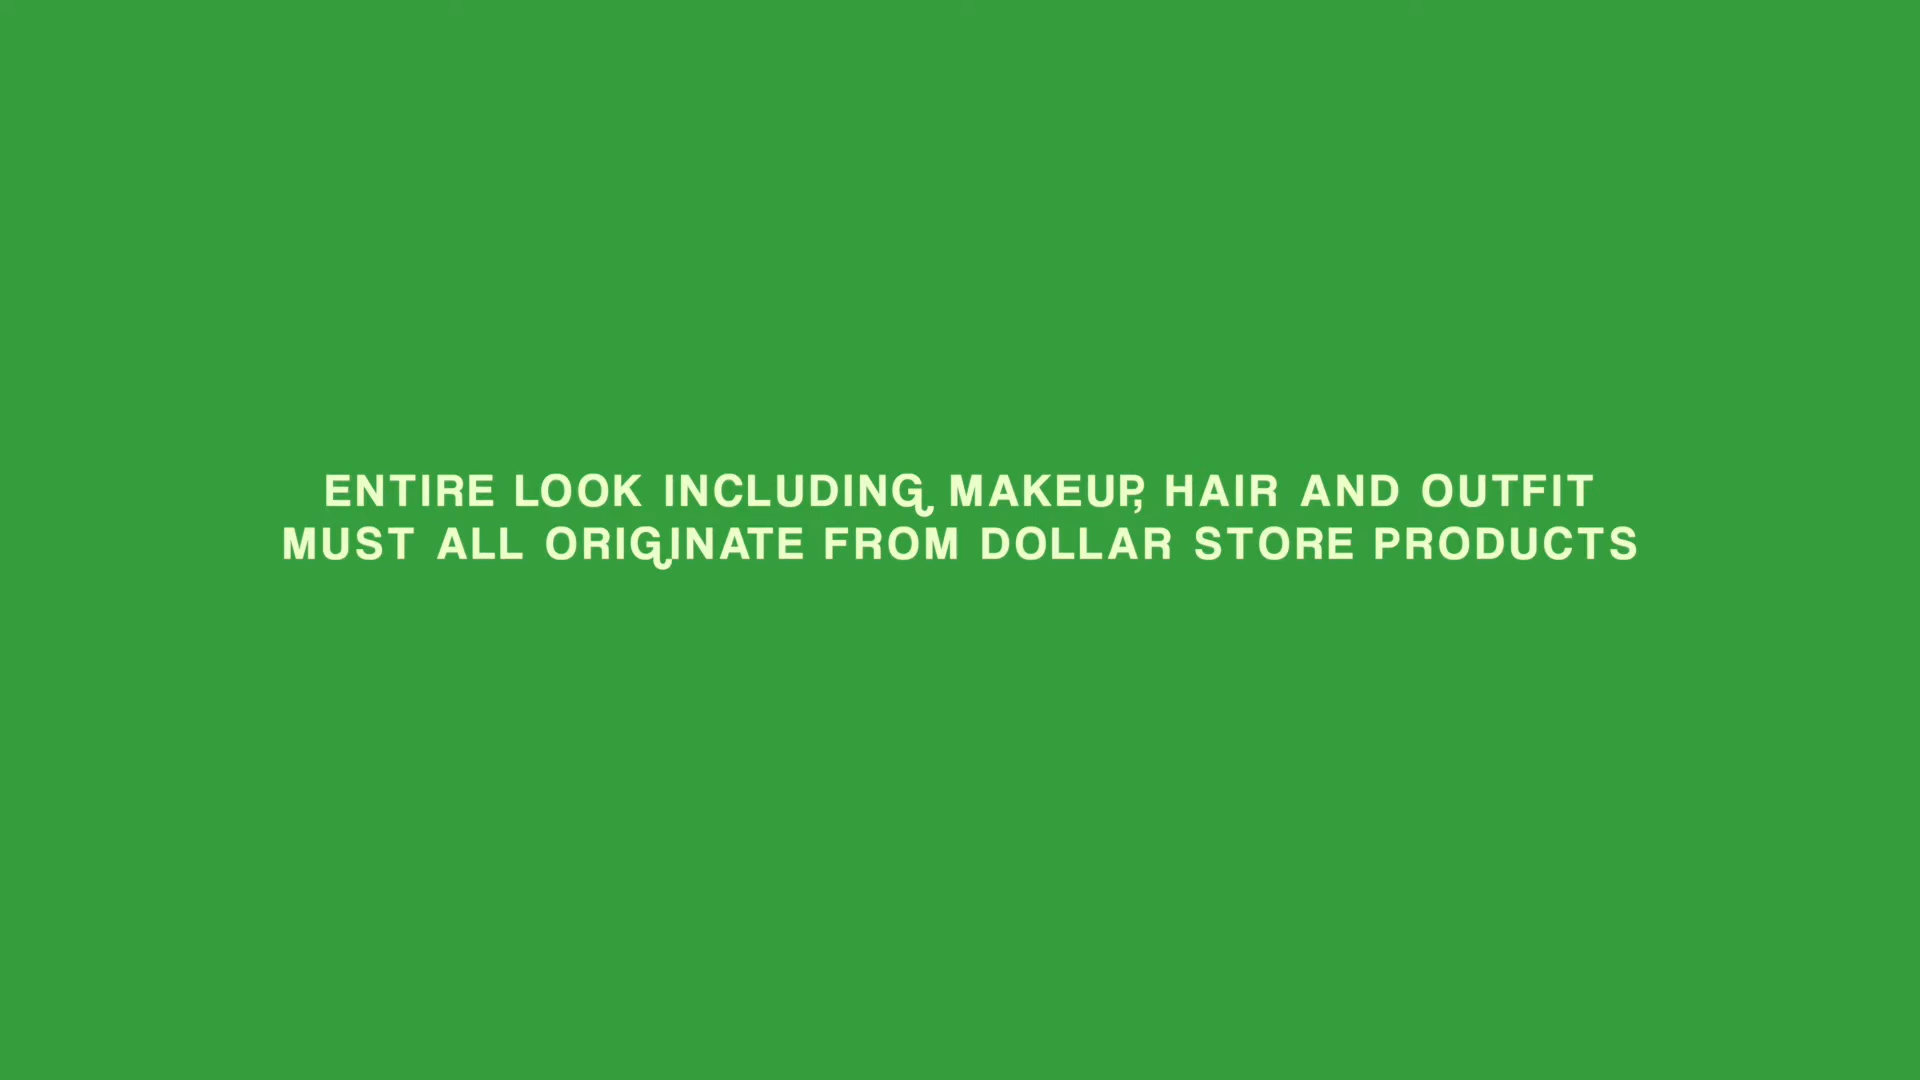 ENTIRE LOOK INCLUDING MAKEUP, HAIR AND OUTFIT
MUST ALL ORIGINATE FROM DOLLAR STORE PRODUCTS